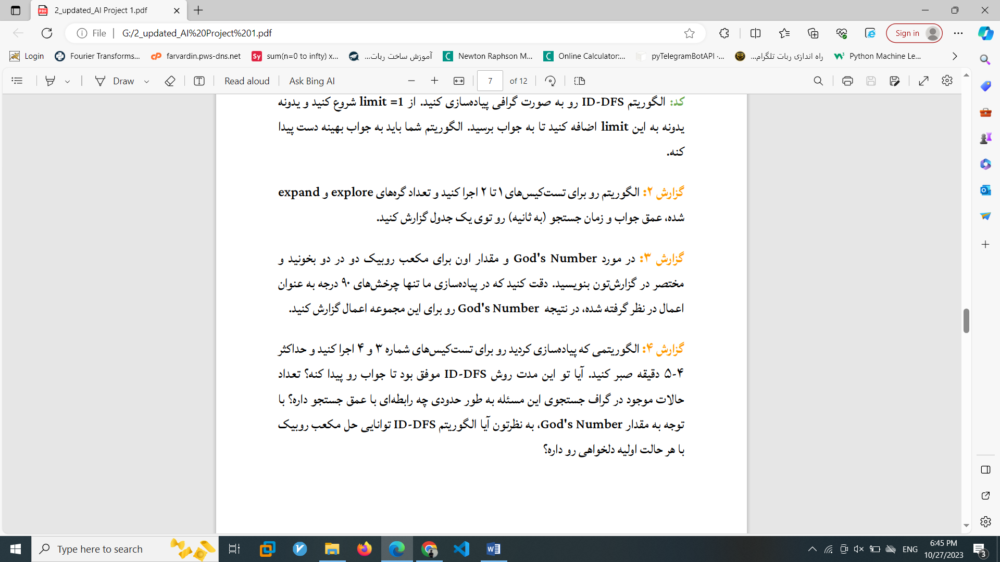 2_updated_AI Project 1.pdf
File
G:/2_updated_AI%20Project%201.pdf
Sign in
Login
Fourier Transforms...
farvardin.pws-dns.net
sum(n=0 to infty) x...
آموزش ساخت ربات...
Newton Raphson M...
Online Calculator:...
pyTelegramBotAPI ·...
راه اندازی ربات تلگرام...
Python Machine Le...
Draw
Read aloud
Ask Bing AI
7 of 12
کد: الگوریتم ID-DFS رو به صورت گرافی پیاده‌سازی کنید. از limit =1 شروع کنید و یدونه
یدونه به این limit اضافه کنید تا به جواب برسید. الگوریتم شما باید به جواب بهینه دست پیدا
کنه.
گزارش ۲: الگوریتم رو برای تست‌کیس‌های ۱ تا ۲ اجرا کنید و تعداد گره‌های explore و expand
شده، عمق جواب و زمان جستجو (به ثانیه) رو توی یک جدول گزارش کنید.
گزارش ۳: در مورد God's Number و مقدار اون برای مکعب روبیک دو در دو بخونید و
مختصر در گزارش‌تون بنویسید. دقت کنید که در پیاده‌سازی ما تنها چرخش‌های ۹۰ درجه به عنوان
اعمال در نظر گرفته شده، در نتیجه God's Number رو برای این مجموعه اعمال گزارش کنید.
گزارش ۴: الگوریتمی که پیاده‌سازی کردید رو برای تست‌کیس‌های شماره ۳ و ۴ اجرا کنید و حداکثر
۴-۵ دقیقه صبر کنید. آیا تو این مدت روش ID-DFS موفق بود تا جواب رو پیدا کنه؟ تعداد
حالات موجود در گراف جستجوی این مسئله به طور حدودی چه رابطه‌ای با عمق جستجو داره؟ با
توجه به مقدار God's Number، به نظرتون آیا الگوریتم ID-DFS توانایی حل مکعب روبیک
با هر حالت اولیه دلخواهی رو داره؟
Type here to search
ENG
6:45 PM
10/27/2023
3